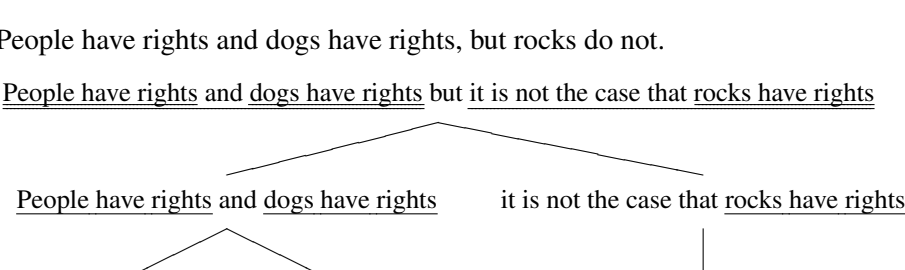 People have rights and dogs have rights, but rocks do not.
People have rights and dogs have rights but it is not the case that rocks have rights
People have rights and dogs have rights it is not the case that rocks have rights